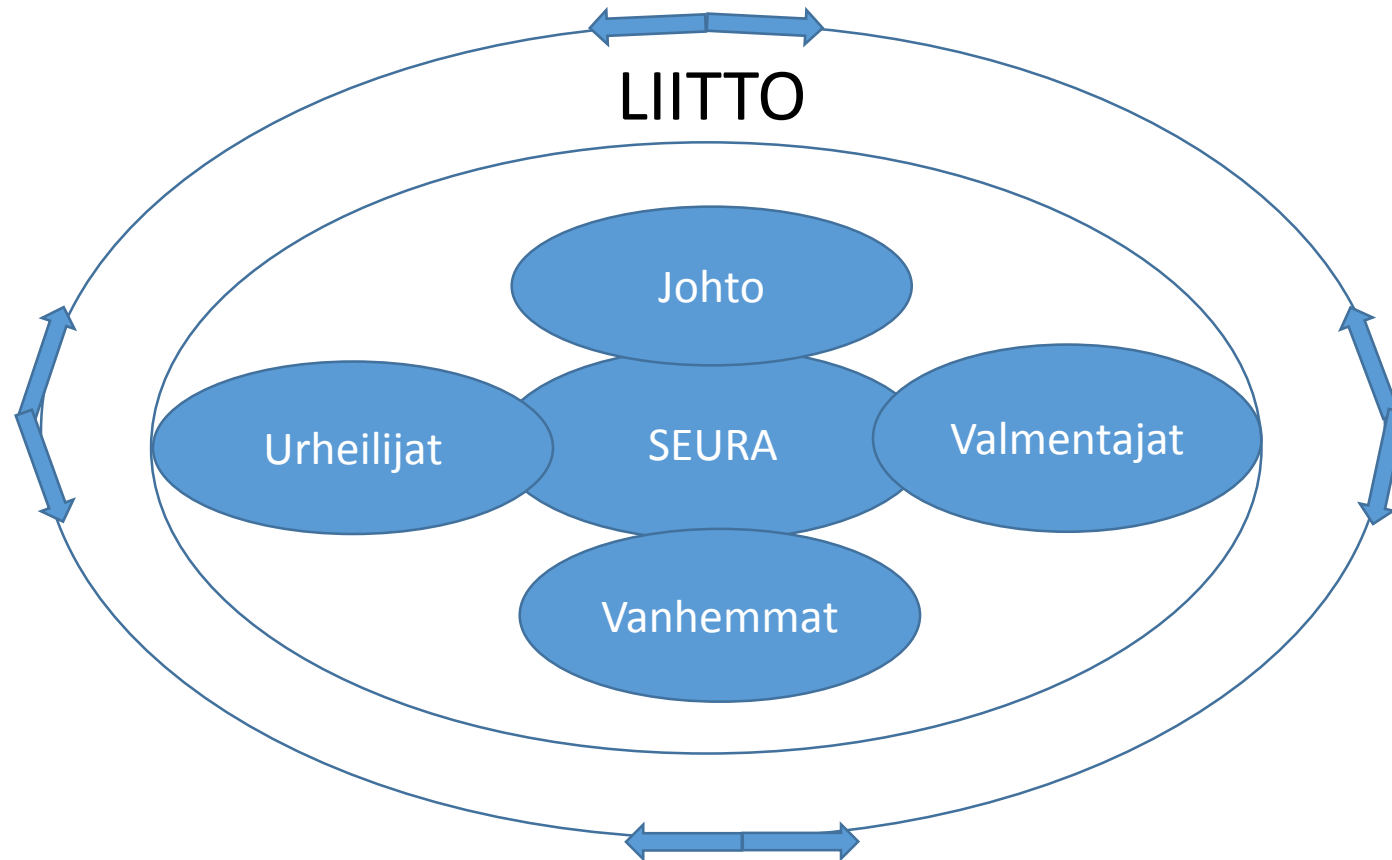 LIITTO
Johto
Urheilijat
SEURA
Valmentajat
Vanhemmat